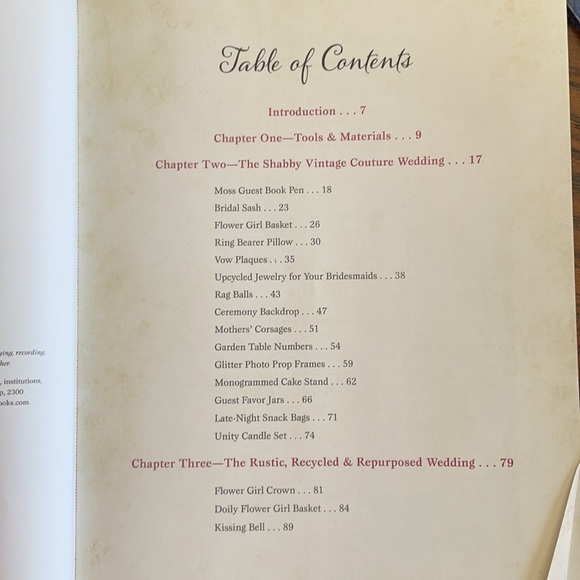 Table of Contents
Introduction . . . 7
Chapter One—Tools & Materials . . . 9
Chapter Two—The Shabby Vintage Couture Wedding . . . 17
Moss Guest Book Pen . . . 18
Bridal Sash . . . 23
Flower Girl Basket . . . 26
Ring Bearer Pillow . . . 30
Vow Plaques . . . 35
Upcycled Jewelry for Your Bridesmaids . . . 38
Rag Balls . . . 43
Ceremony Backdrop . . . 47
Mothers' Corsages . . . 51
Garden Table Numbers . . . 54
Glitter Photo Prop Frames . . . 59
Monogrammed Cake Stand . . . 62
Guest Favor Jars . . . 66
Late-Night Snack Bags . . . 71
Unity Candle Set . . . 74
Chapter Three—The Rustic, Recycled & Repurposed Wedding . . . 79
Flower Girl Crown . . . 81
Doily Flower Girl Basket . . . 84
Kissing Bell . . . 89
recording,
institutions,
2300